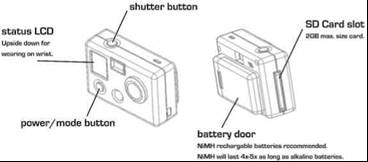 shutter button
status LCD
Upside down for
wearing on wrist.
power/mode button
SD Card slot
2GB max. size card.
battery door
NiMH rechargable batteries recommended.
NiMH will last 4x-5x as long as alkaline batteries.